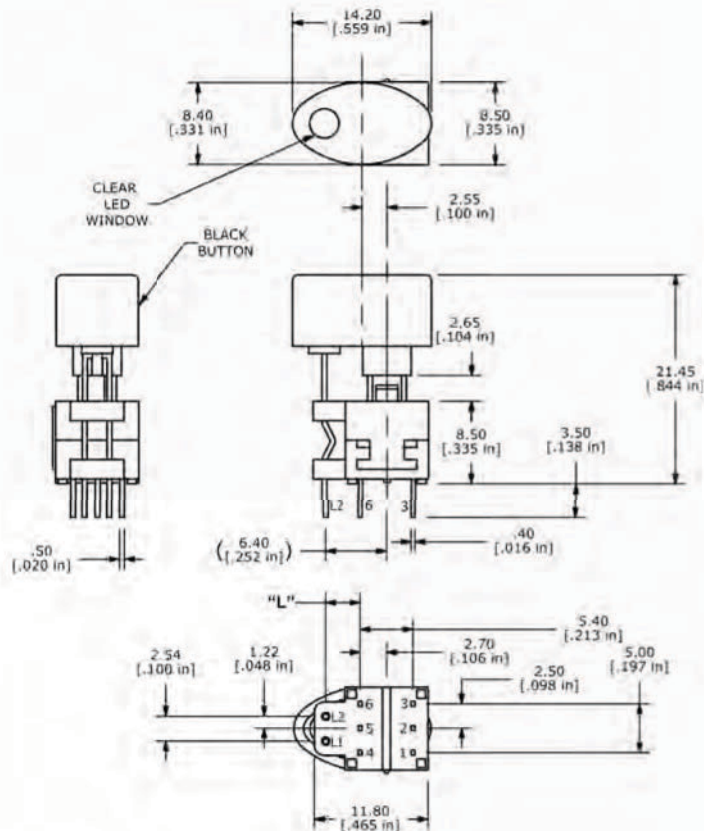 14.20
[.559 in]
8.40
[.331 in]
8.50
[.335 in]
CLEAR
LED
WINDOW
2.55
[.100 in]
BLACK
BUTTON
2.65
[.104 in]
21.45
[.844 in]
8.50
[.335 in]
3.50
[.138 in]
L2 6 3
.50
[.020 in]
(6.40
[.252 in])
.40
[.016 in]
"L"
5.40
[.213 in]
2.54
[.100 in]
1.22
[.048 in]
2.70
[.106 in]
2.50
[.098 in]
5.00
[.197 in]
6 3
L2
5 2
L1
4 1
11.80
[.465 in]